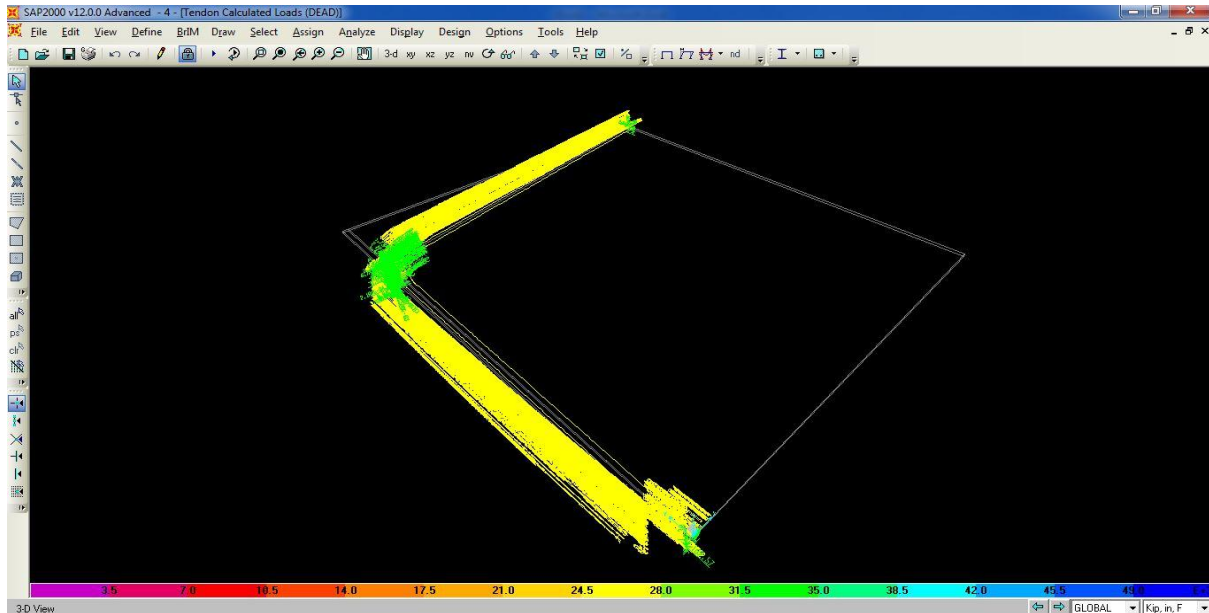 SAP2000 v12.0.0 Advanced - 4 - [Tendon Calculated Loads (DEAD)]
File Edit View Define BrIM Draw Select Assign Analyze Display Design Options Tools Help
3-d xy xz yz nv nd
all
ps
clr
3.5 7.0 10.5 14.0 17.5 21.0 24.5 28.0 31.5 35.0 38.5 42.0 45.5 49.0
3-D View GLOBAL Kip, in, F